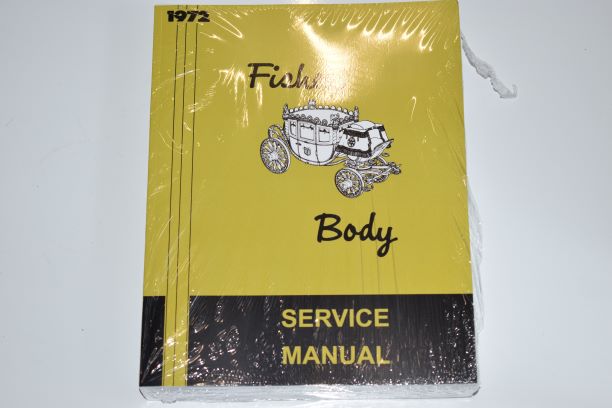 1972
Fisher
Body
SERVICE
MANUAL